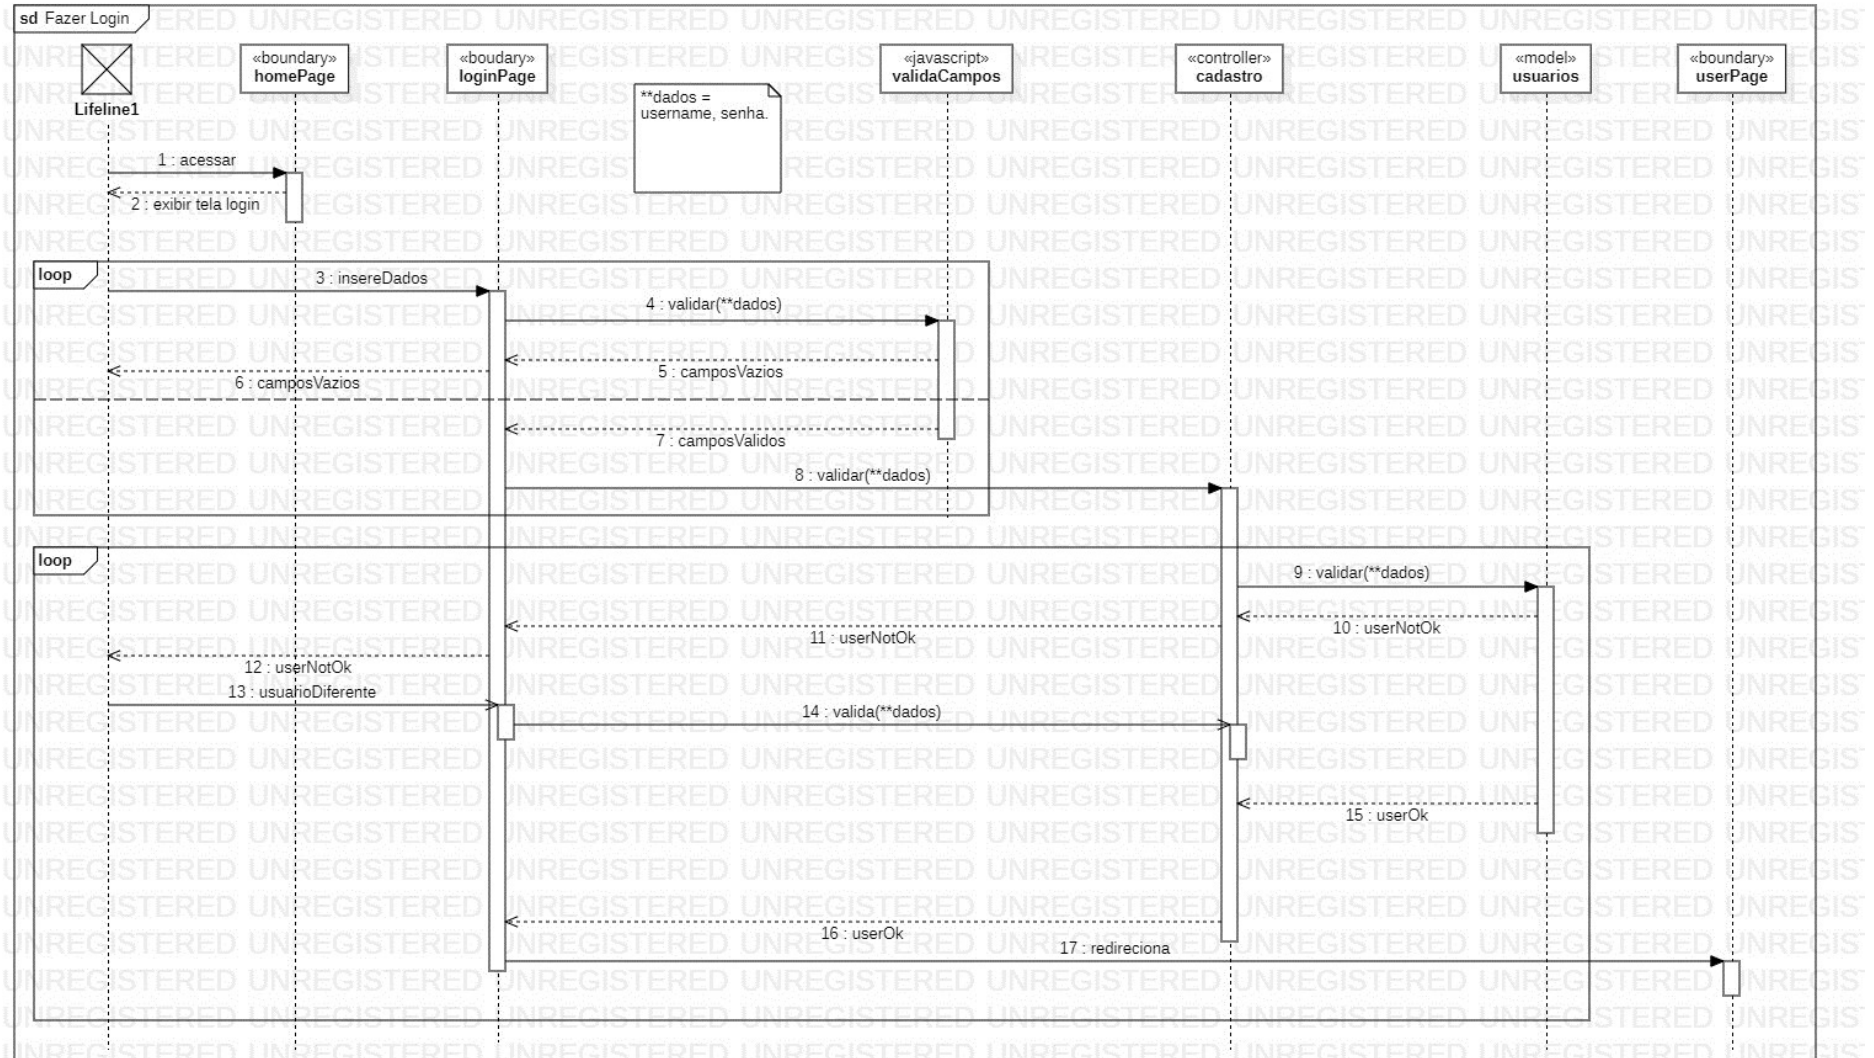 sd Fazer Login
Lifeline1
«boundary»
homePage
«boudary»
loginPage
**dados =
username, senha.
«javascript»
validaCampos
«controller»
cadastro
«model»
usuarios
«boundary»
userPage
1 : acessar
2 : exibir tela login
loop
3 : insereDados
4 : validar(**dados)
5 : camposVazios
6 : camposVazios
7 : camposValidos
8 : validar(**dados)
loop
9 : validar(**dados)
10 : userNotOk
11 : userNotOk
12 : userNotOk
13 : usuarioDiferente
14 : valida(**dados)
15 : userOk
16 : userOk
17 : redireciona
UNREGISTERED